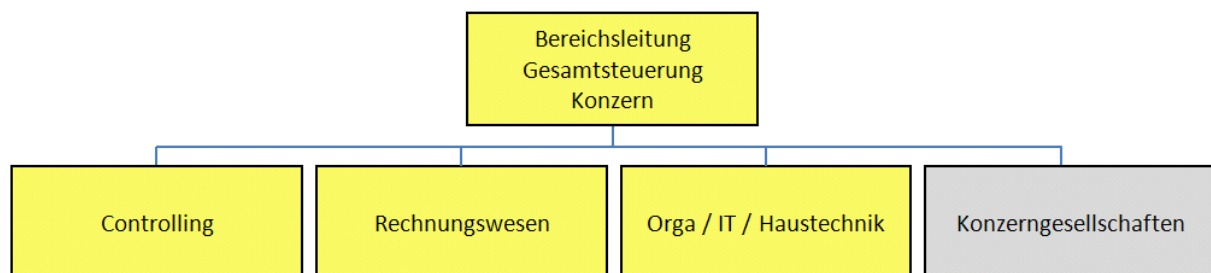 Bereichsleitung
Gesamtsteuerung
Konzern
Controlling
Rechnungswesen
Orga / IT / Haustechnik
Konzerngesellschaften